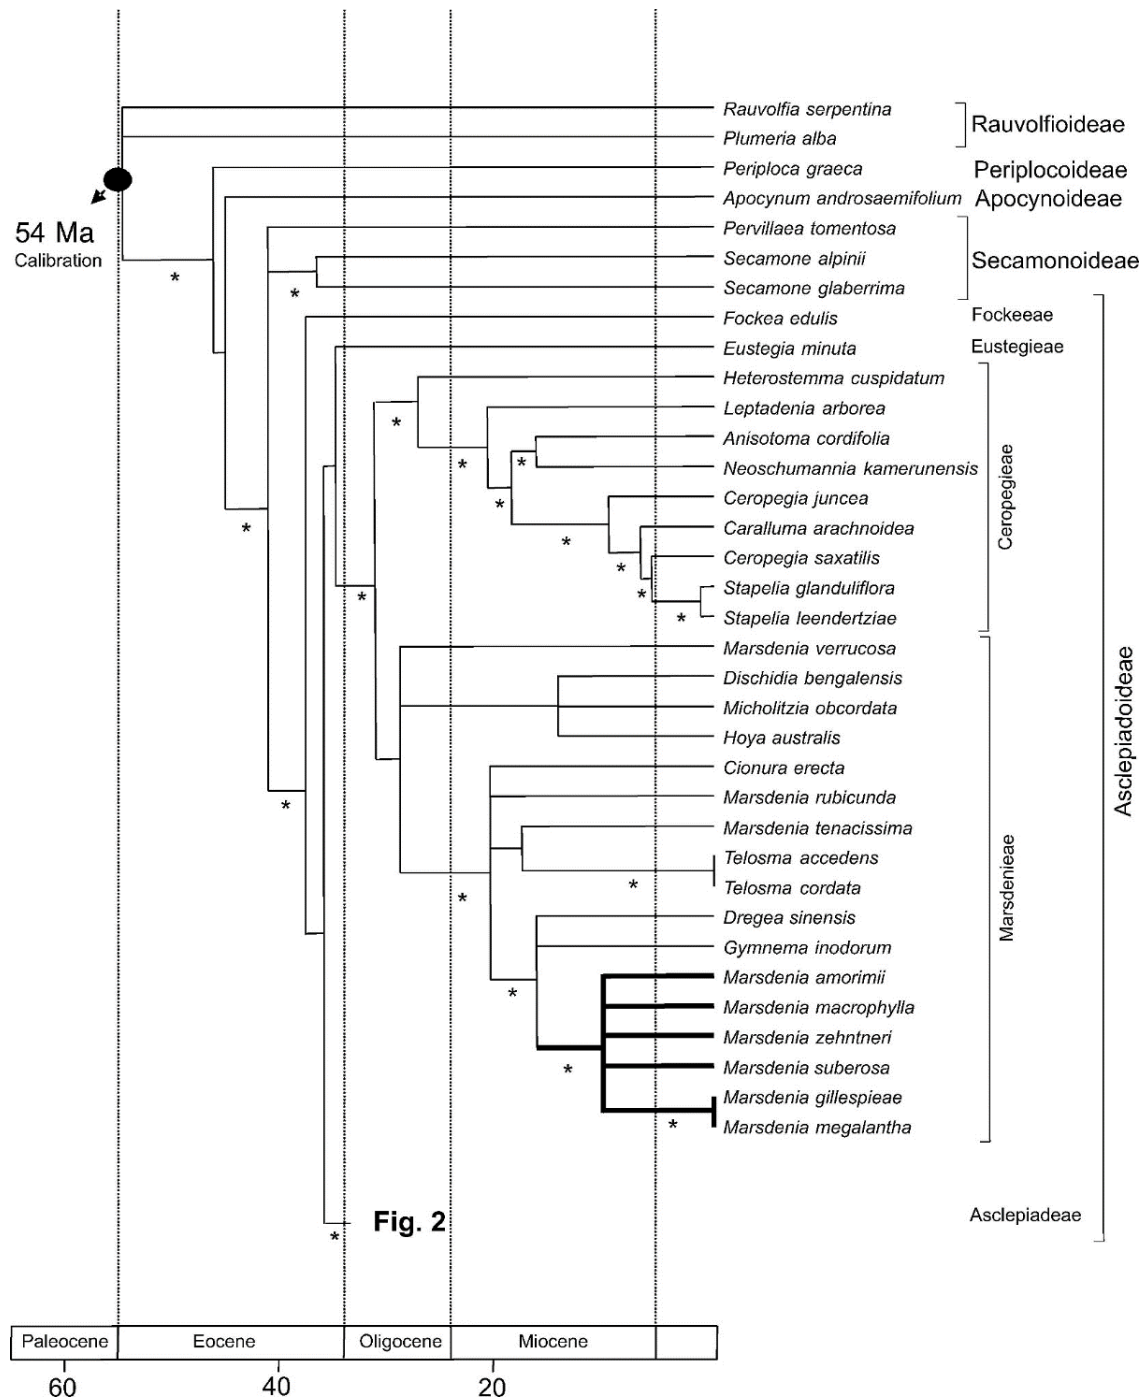 Rauvolfia serpentina
Plumeria alba
Rauvolfioideae
Periploca graeca
Periplocoideae
Apocynum androsaemifolium
Apocynoideae
54 Ma
Calibration
Pervillaea tomentosa
Secamone alpinii
Secamone glaberrima
Secamonoideae
Fockea edulis
Fockeeae
Eustegia minuta
Eustegieae
Heterostemma cuspidatum
Leptadenia arborea
Anisotoma cordifolia
Neoschumannia kamerunensis
Ceropegia juncea
Caralluma arachnoidea
Ceropegia saxatilis
Stapelia glanduliflora
Stapelia leendertziae
Ceropegieae
Marsdenia verrucosa
Dischidia bengalensis
Micholitzia obcordata
Hoya australis
Cionura erecta
Marsdenia rubicunda
Marsdenia tenacissima
Telosma accedens
Telosma cordata
Dregea sinensis
Gymnema inodorum
Marsdenia amorimii
Marsdenia macrophylla
Marsdenia zehntneri
Marsdenia suberosa
Marsdenia gillespieae
Marsdenia megalantha
Marsdenieae
Asclepiadoideae
Fig. 2
Asclepiadeae
Paleocene Eocene Oligocene Miocene
60 40 20